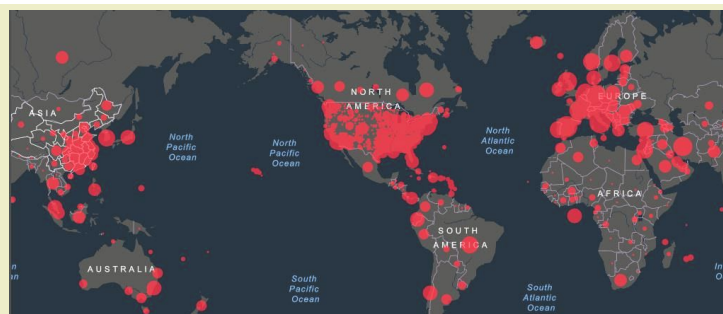 NORTH
AMERICA
ASIA
EUROPE
North
Pacific
Ocean
North
Pacific
Ocean
North
Atlantic
Ocean
AFRICA
SOUTH
AMERICA
AUSTRALIA
South
Pacific
Ocean
South
Atlantic
Ocean
In
O